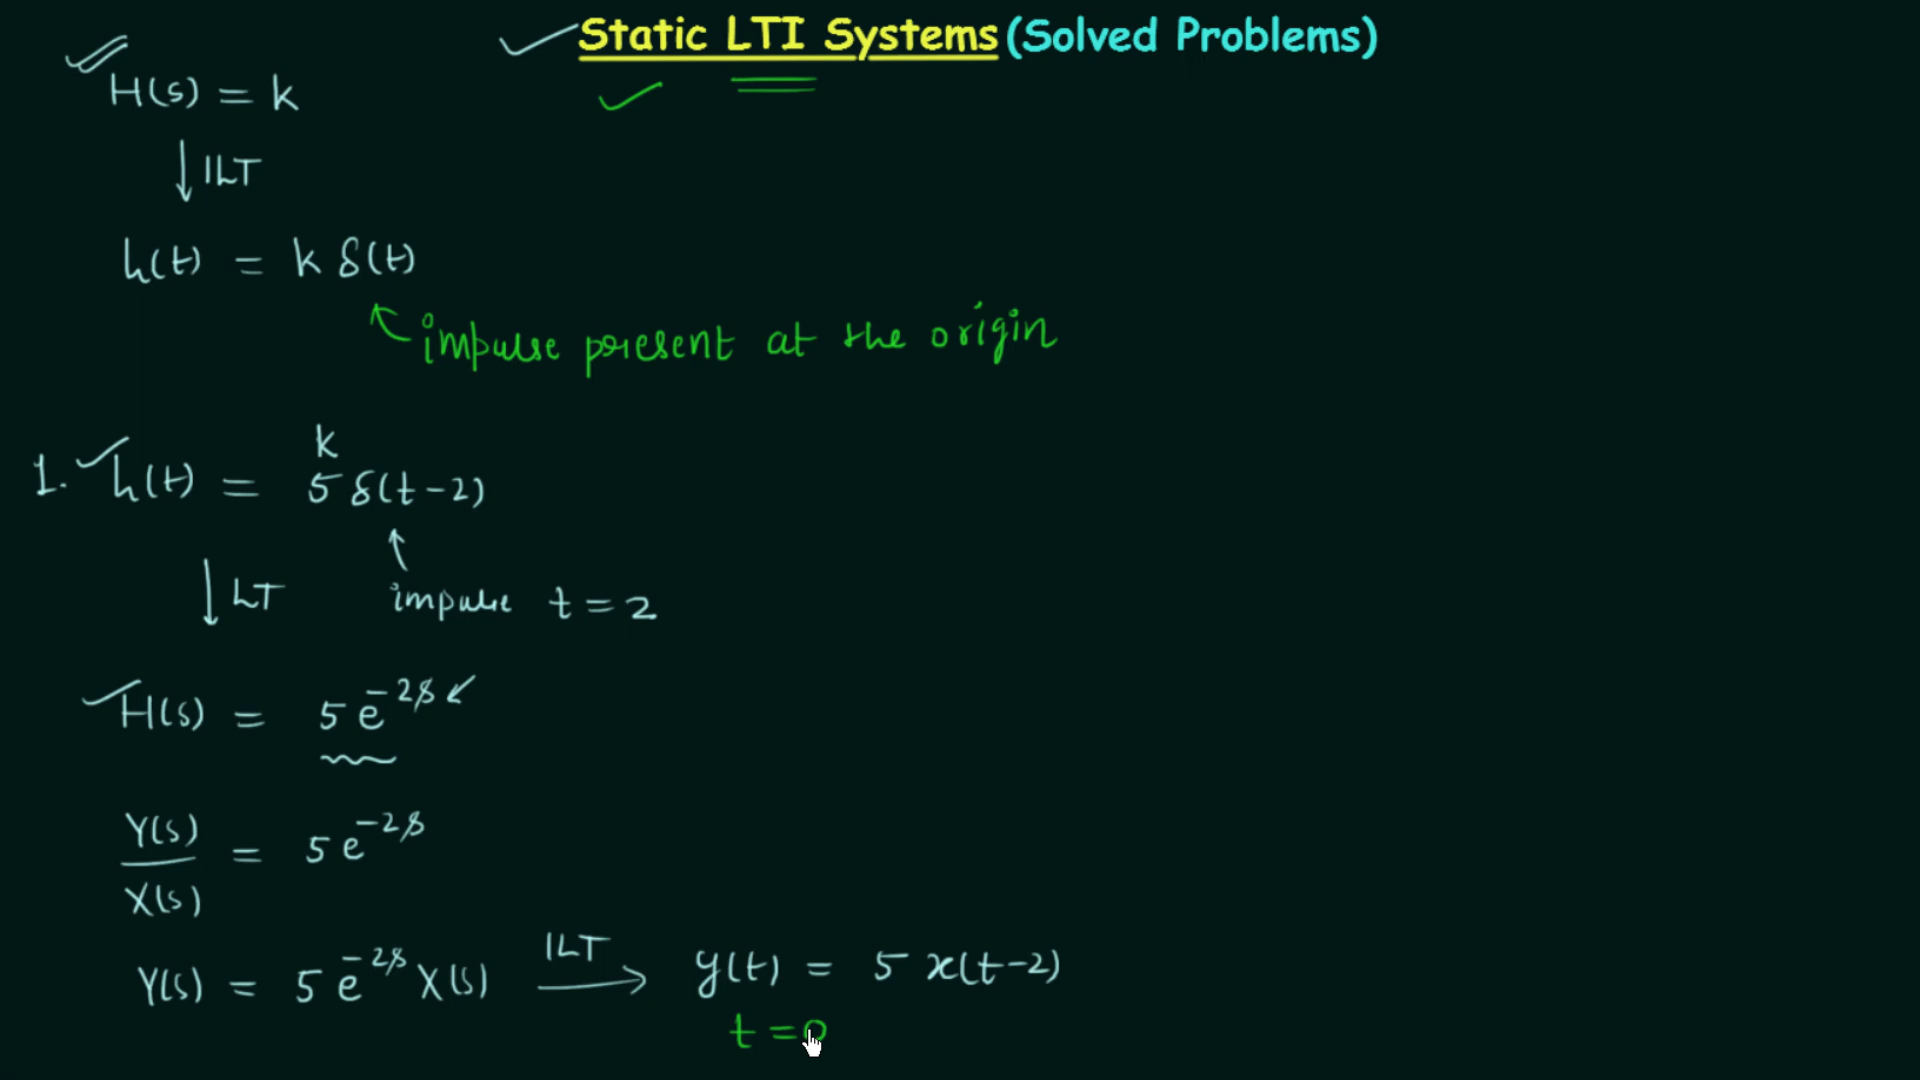 Static LTI Systems (Solved Problems)
H(s) = k
↓ ILT
h(t) = k δ(t)
impulse present at the origin
k
1. h(t) = 5 δ(t-2)
↓ LT impulse t = 2
H(s) = 5 e^{-2s}
Y(s)/X(s) = 5 e^{-2s}
Y(s) = 5 e^{-2s} X(s) ILT → y(t) = 5 x(t-2)
t = 0